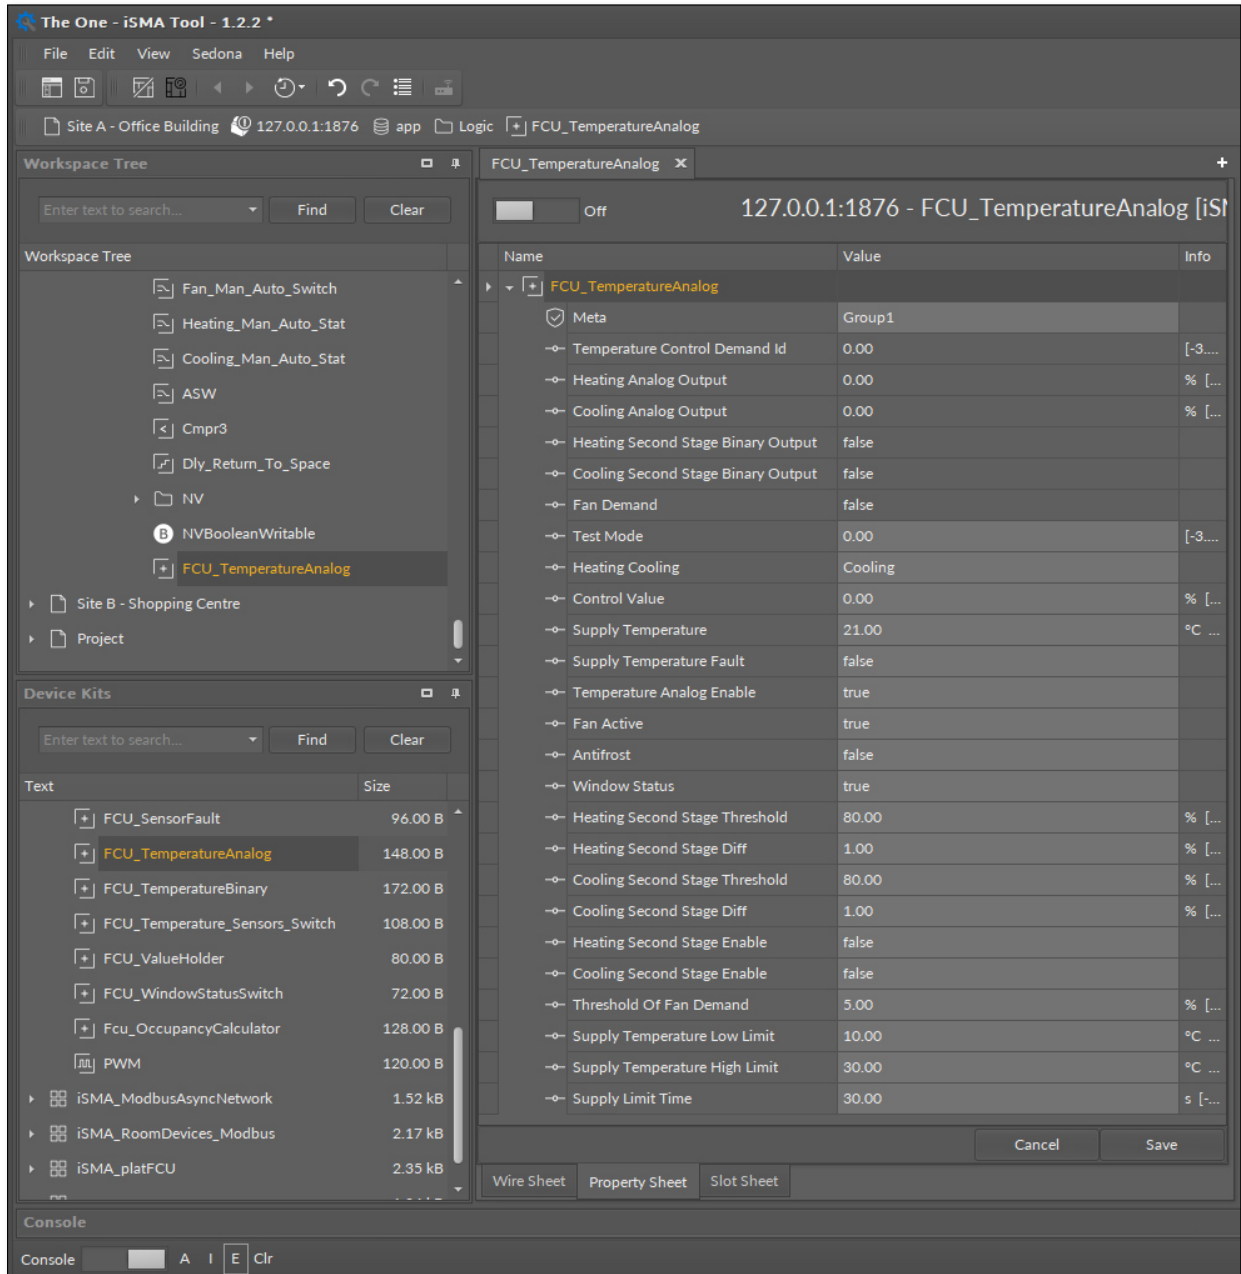 The One - iSMA Tool - 1.2.2 *
File Edit View Sedona Help
Site A - Office Building 127.0.0.1:1876 app Logic FCU_TemperatureAnalog
Workspace Tree
Enter text to search... Find Clear
Workspace Tree
Fan_Man_Auto_Switch
Heating_Man_Auto_Stat
Cooling_Man_Auto_Stat
ASW
Cmpr3
Dly_Return_To_Space
NV
B NVBooleanWritable
FCU_TemperatureAnalog
Site B - Shopping Centre
Project
Device Kits
Enter text to search... Find Clear
Text Size
FCU_SensorFault 96.00 B
FCU_TemperatureAnalog 148.00 B
FCU_TemperatureBinary 172.00 B
FCU_Temperature_Sensors_Switch 108.00 B
FCU_ValueHolder 80.00 B
FCU_WindowStatusSwitch 72.00 B
Fcu_OccupancyCalculator 128.00 B
PWM 120.00 B
iSMA_ModbusAsyncNetwork 1.52 kB
iSMA_RoomDevices_Modbus 2.17 kB
iSMA_platFCU 2.35 kB
FCU_TemperatureAnalog
Off 127.0.0.1:1876 - FCU_TemperatureAnalog [iSM
Name Value Info
FCU_TemperatureAnalog
Meta Group1
Temperature Control Demand Id 0.00 [-3....
Heating Analog Output 0.00 % [...
Cooling Analog Output 0.00 % [...
Heating Second Stage Binary Output false
Cooling Second Stage Binary Output false
Fan Demand false
Test Mode 0.00 [-3....
Heating Cooling Cooling
Control Value 0.00 % [...
Supply Temperature 21.00 °C ...
Supply Temperature Fault false
Temperature Analog Enable true
Fan Active true
Antifrost false
Window Status true
Heating Second Stage Threshold 80.00 % [...
Heating Second Stage Diff 1.00 % [...
Cooling Second Stage Threshold 80.00 % [...
Cooling Second Stage Diff 1.00 % [...
Heating Second Stage Enable false
Cooling Second Stage Enable false
Threshold Of Fan Demand 5.00 % [...
Supply Temperature Low Limit 10.00 °C ...
Supply Temperature High Limit 30.00 °C ...
Supply Limit Time 30.00 s [-...
Cancel Save
Wire Sheet Property Sheet Slot Sheet
Console
Console A I E Clr